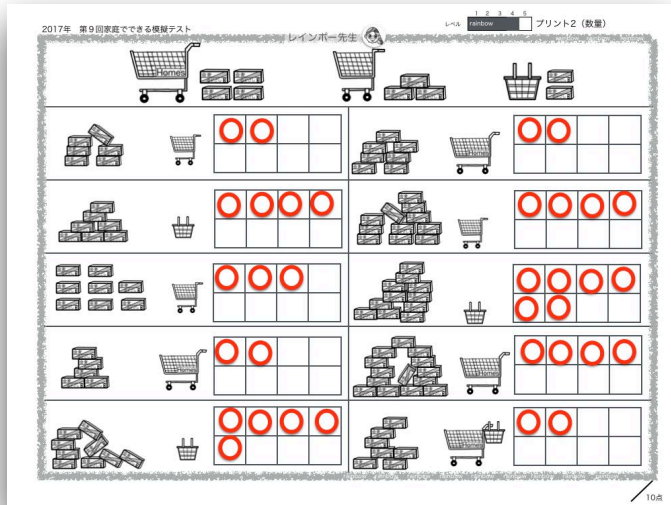 2017年 第9回家庭でできる模擬テスト
レインボー先生
レベル
1 2 3 4 5
rainbow
プリント2（数量）
Homes
Homes
Homes
10点